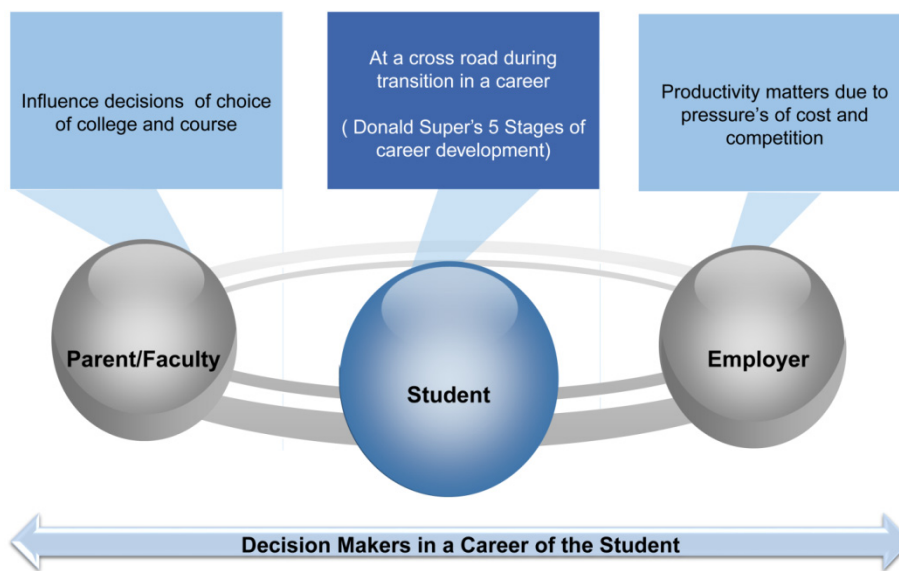 Influence decisions of choice
of college and course
At a cross road during
transition in a career
( Donald Super's 5 Stages of
career development)
Productivity matters due to
pressure's of cost and
competition
Parent/Faculty
Student
Employer
Decision Makers in a Career of the Student